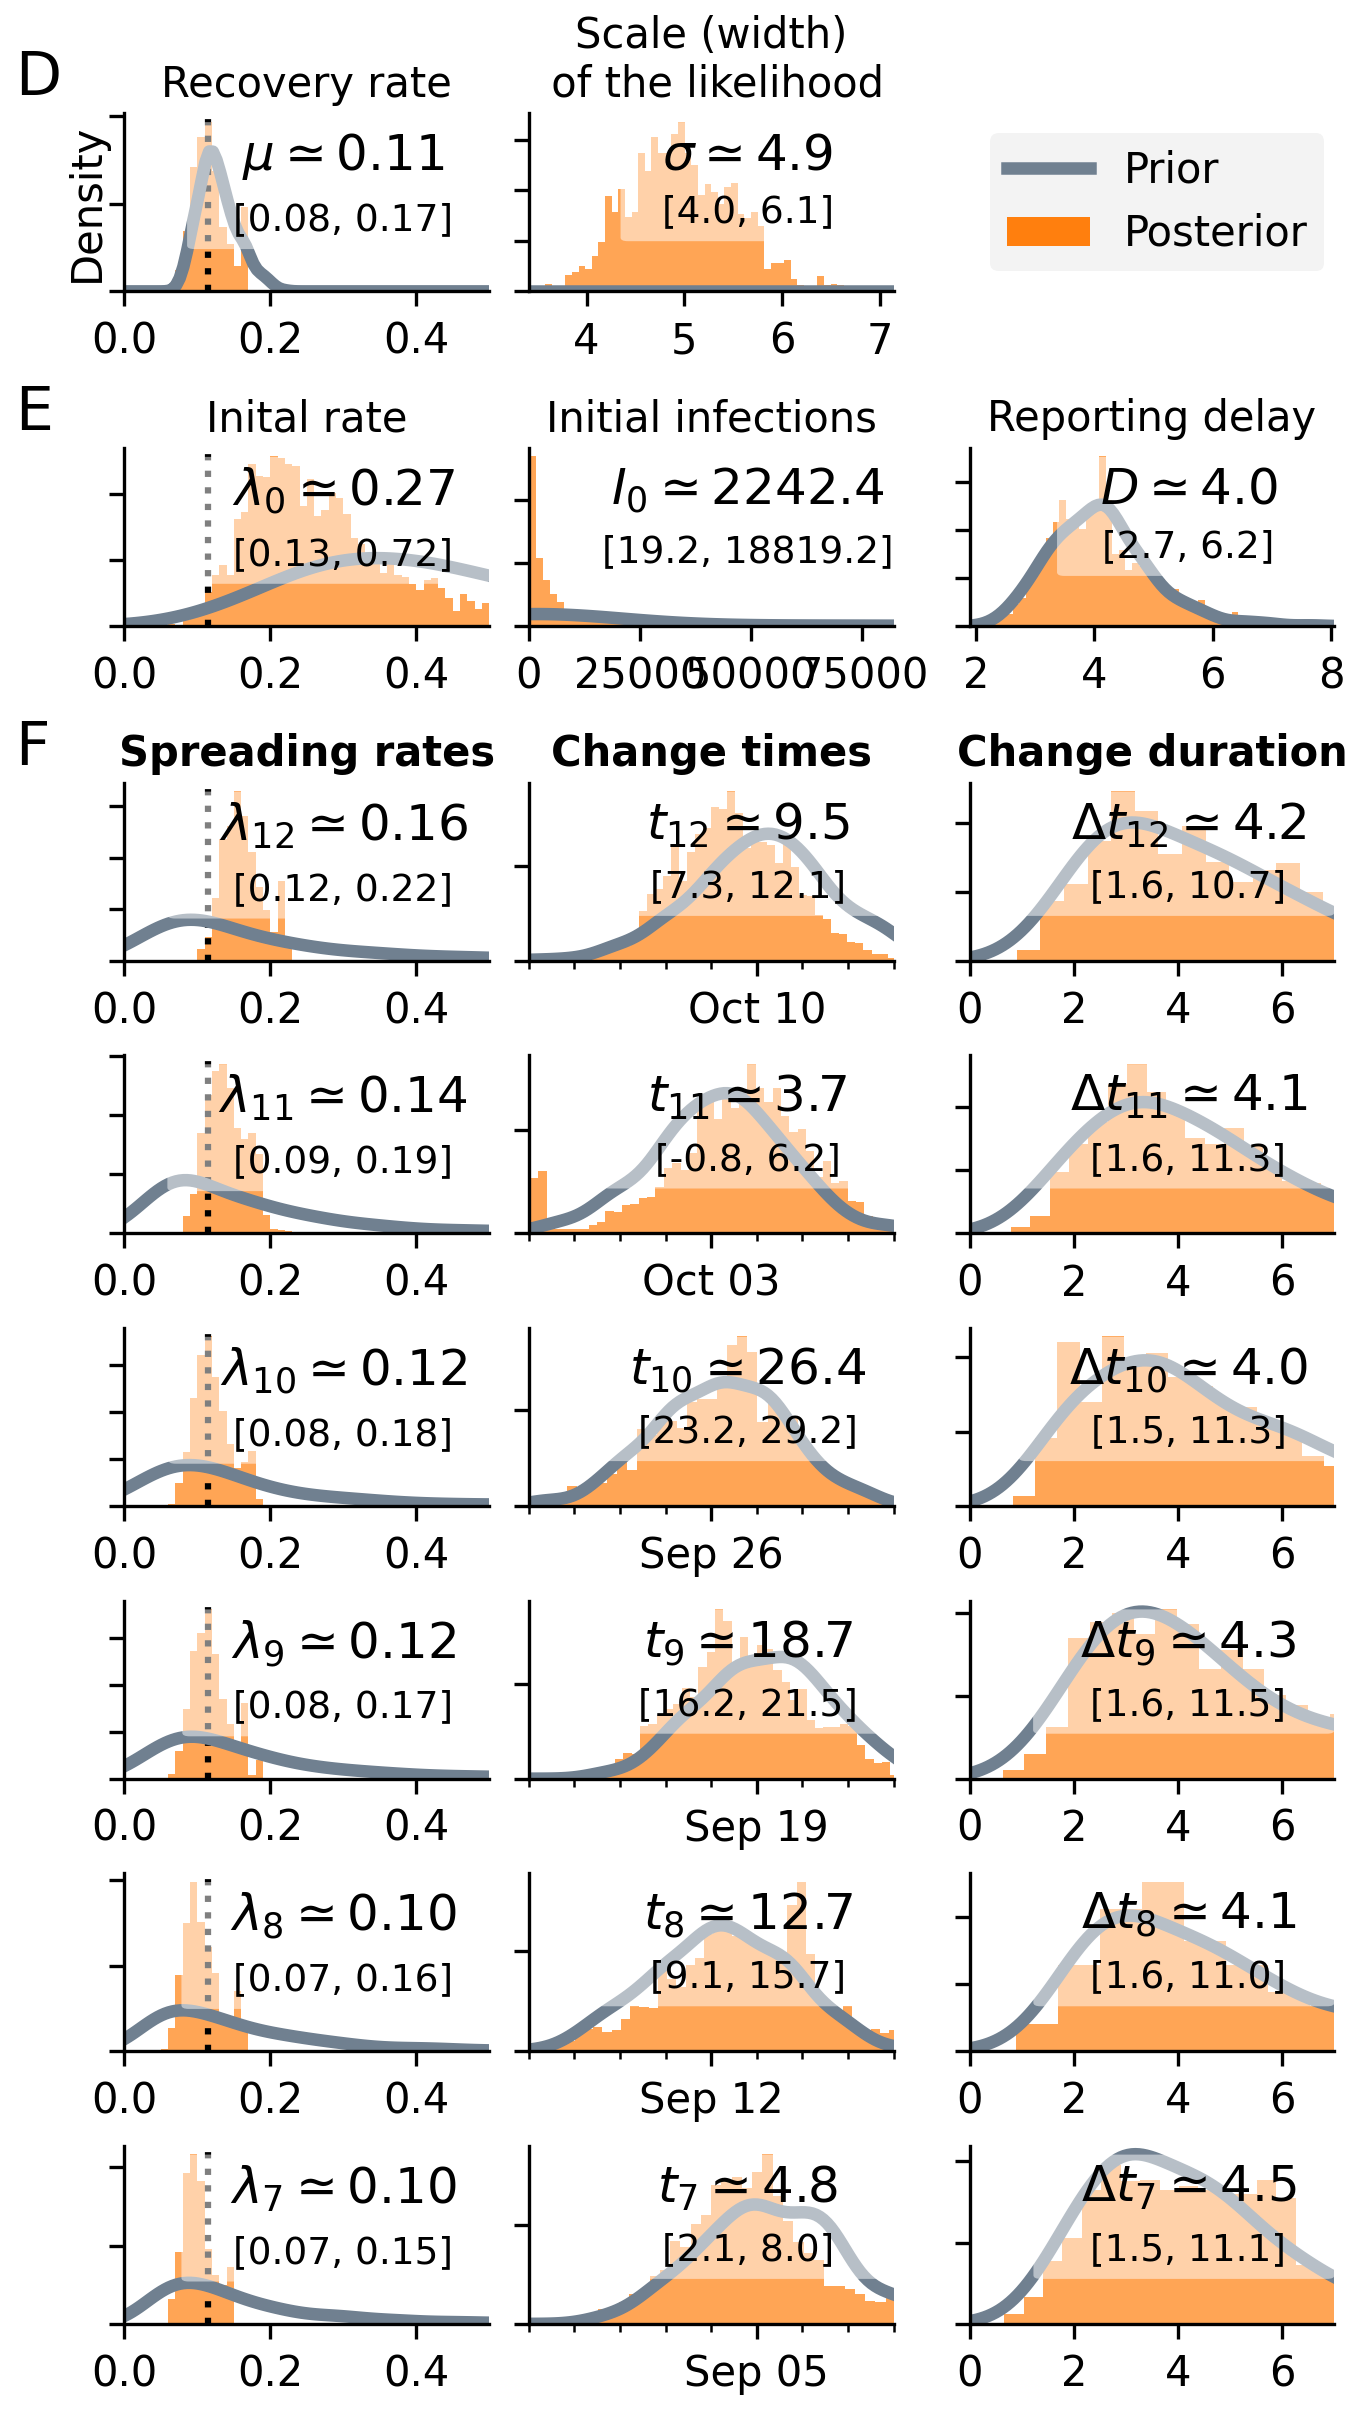 D
Recovery rate
Scale (width)
of the likelihood
Density
μ ≃ 0.11
[0.08, 0.17]
0.0 0.2 0.4
σ ≃ 4.9
[4.0, 6.1]
4 5 6 7
Prior
Posterior
E
Inital rate
Initial infections
Reporting delay
λ0 ≃ 0.27
[0.13, 0.72]
0.0 0.2 0.4
I0 ≃ 2242.4
[19.2, 18819.2]
0 25000 50000 75000
D ≃ 4.0
[2.7, 6.2]
2 4 6 8
F
Spreading rates
Change times
Change duration
λ12 ≃ 0.16
[0.12, 0.22]
0.0 0.2 0.4
t12 ≃ 9.5
[7.3, 12.1]
Oct 10
Δt12 ≃ 4.2
[1.6, 10.7]
0 2 4 6
λ11 ≃ 0.14
[0.09, 0.19]
0.0 0.2 0.4
t11 ≃ 3.7
[-0.8, 6.2]
Oct 03
Δt11 ≃ 4.1
[1.6, 11.3]
0 2 4 6
λ10 ≃ 0.12
[0.08, 0.18]
0.0 0.2 0.4
t10 ≃ 26.4
[23.2, 29.2]
Sep 26
Δt10 ≃ 4.0
[1.5, 11.3]
0 2 4 6
λ9 ≃ 0.12
[0.08, 0.17]
0.0 0.2 0.4
t9 ≃ 18.7
[16.2, 21.5]
Sep 19
Δt9 ≃ 4.3
[1.6, 11.5]
0 2 4 6
λ8 ≃ 0.10
[0.07, 0.16]
0.0 0.2 0.4
t8 ≃ 12.7
[9.1, 15.7]
Sep 12
Δt8 ≃ 4.1
[1.6, 11.0]
0 2 4 6
λ7 ≃ 0.10
[0.07, 0.15]
0.0 0.2 0.4
t7 ≃ 4.8
[2.1, 8.0]
Sep 05
Δt7 ≃ 4.5
[1.5, 11.1]
0 2 4 6